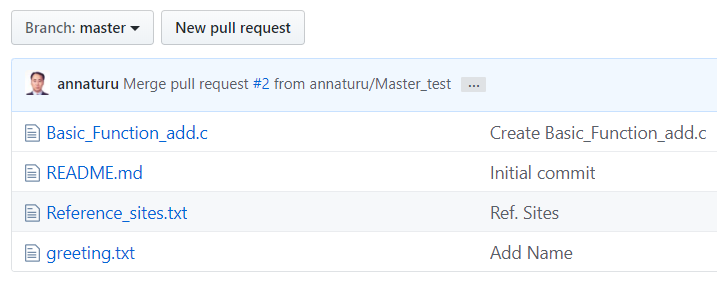 Branch: master New pull request
annaturu Merge pull request #2 from annaturu/Master_test ...
Basic_Function_add.c Create Basic_Function_add.c
README.md Initial commit
Reference_sites.txt Ref. Sites
greeting.txt Add Name